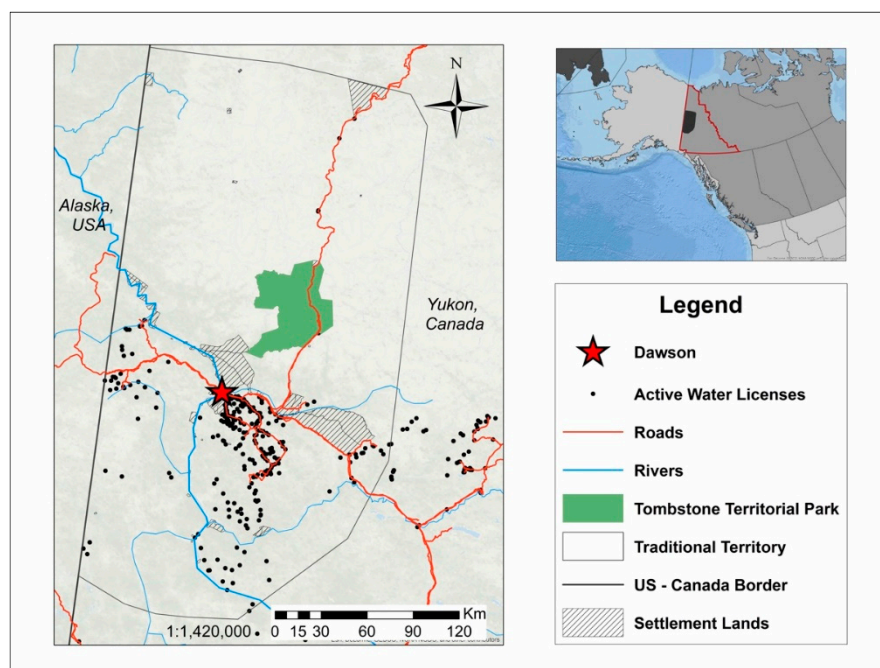 N
Alaska,
USA
Yukon,
Canada
1:1,420,000
Km
0 15 30 60 90 120
Legend
Dawson
Active Water Licenses
Roads
Rivers
Tombstone Territorial Park
Traditional Territory
US - Canada Border
Settlement Lands